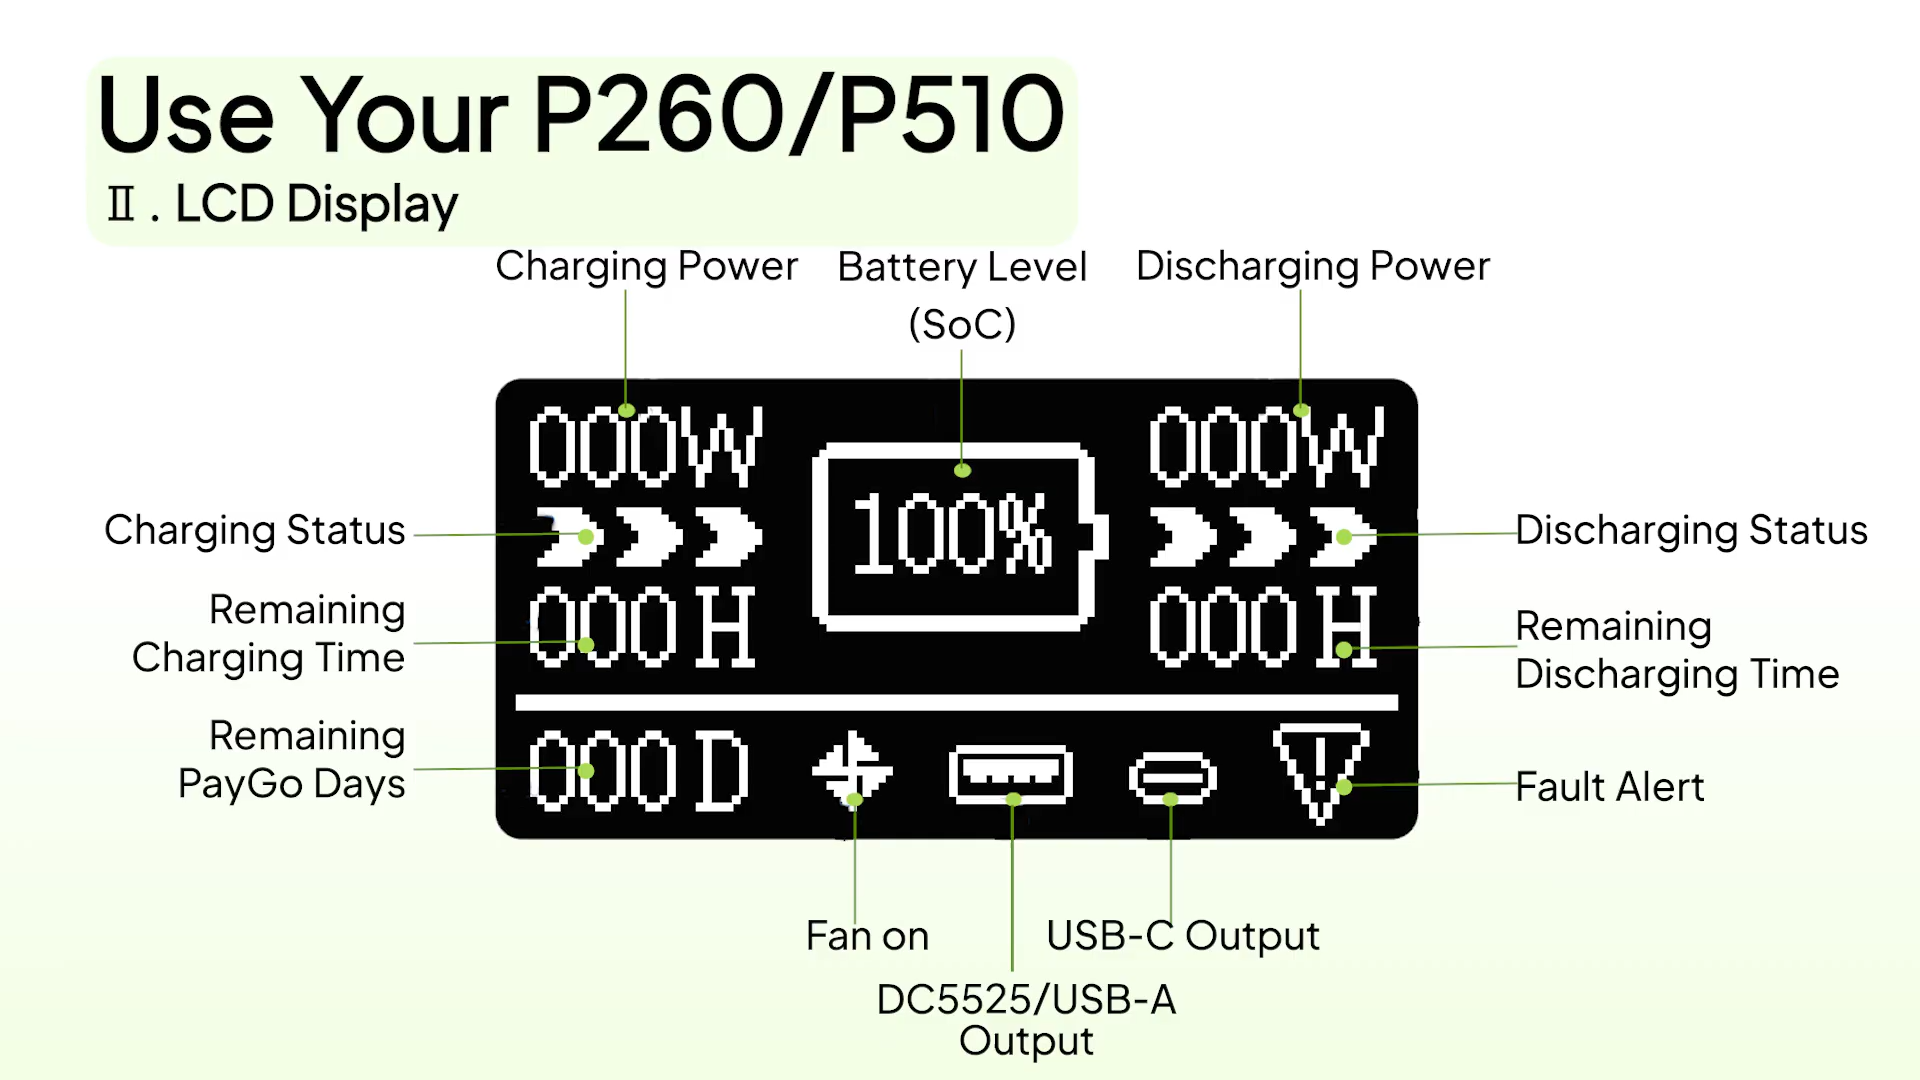 Use Your P260/P510
Ⅱ . LCD Display
Charging Power
Battery Level
(SoC)
Discharging Power
000W
000W
100%
Charging Status
Discharging Status
Remaining
Charging Time
000 H
000 H
Remaining
Discharging Time
Remaining
PayGo Days
000 D
!
Fault Alert
Fan on
USB-C Output
DC5525/USB-A
Output